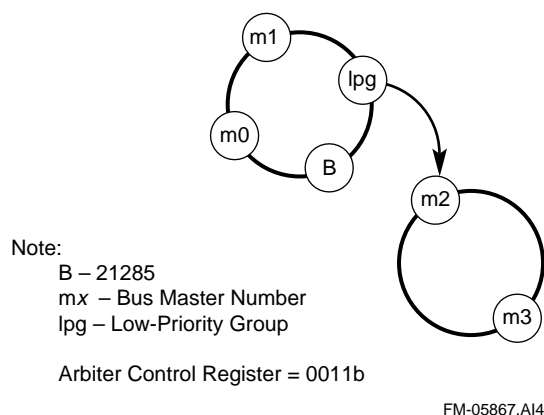 m1
lpg
m0
B
m2
m3
Note:
B – 21285
mx – Bus Master Number
lpg – Low-Priority Group
Arbiter Control Register = 0011b
FM-05867.AI4